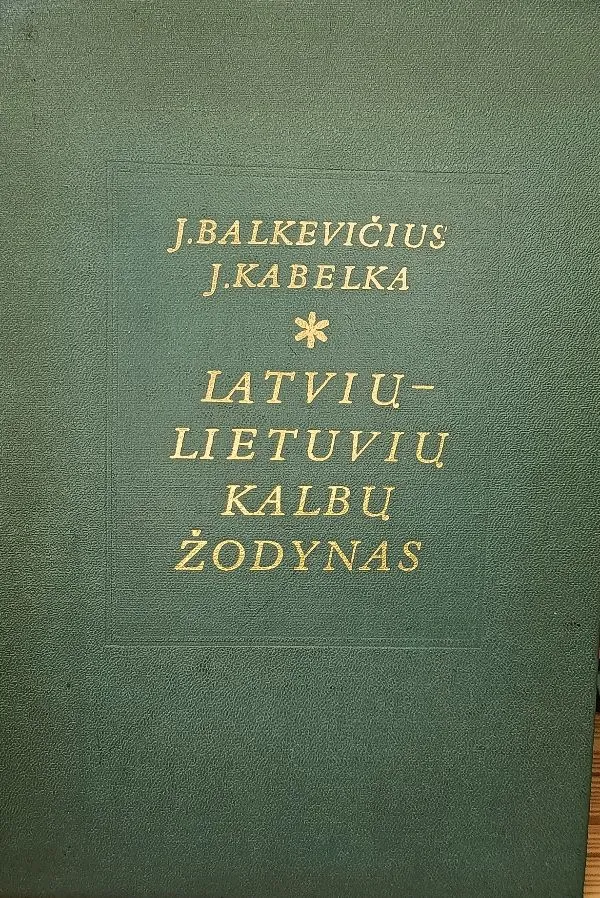 J.BALKEVIČIUS
J.KABELKA
*
LATVIŲ–
LIETUVIŲ
KALBŲ
ŽODYNAS